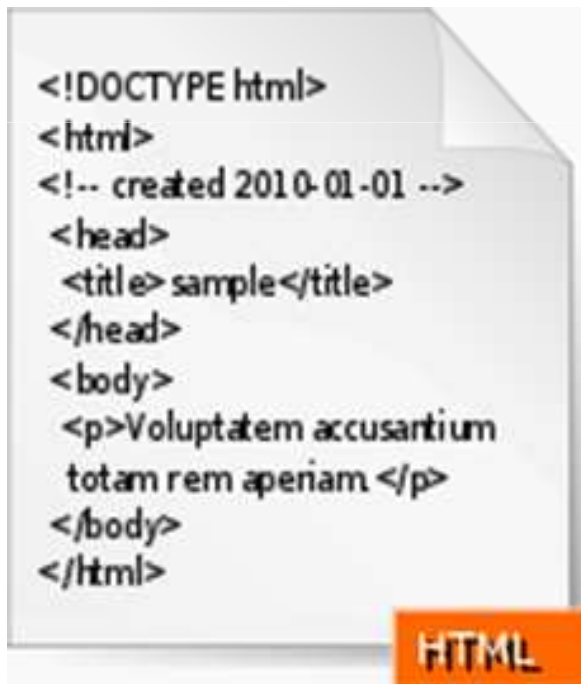 <!DOCTYPE html>
<html>
<!-- created 2010-01-01 -->
<head>
<title>sample</title>
</head>
<body>
<p>Voluptatem accusantium
totam rem aperiam.</p>
</body>
</html>
HTML